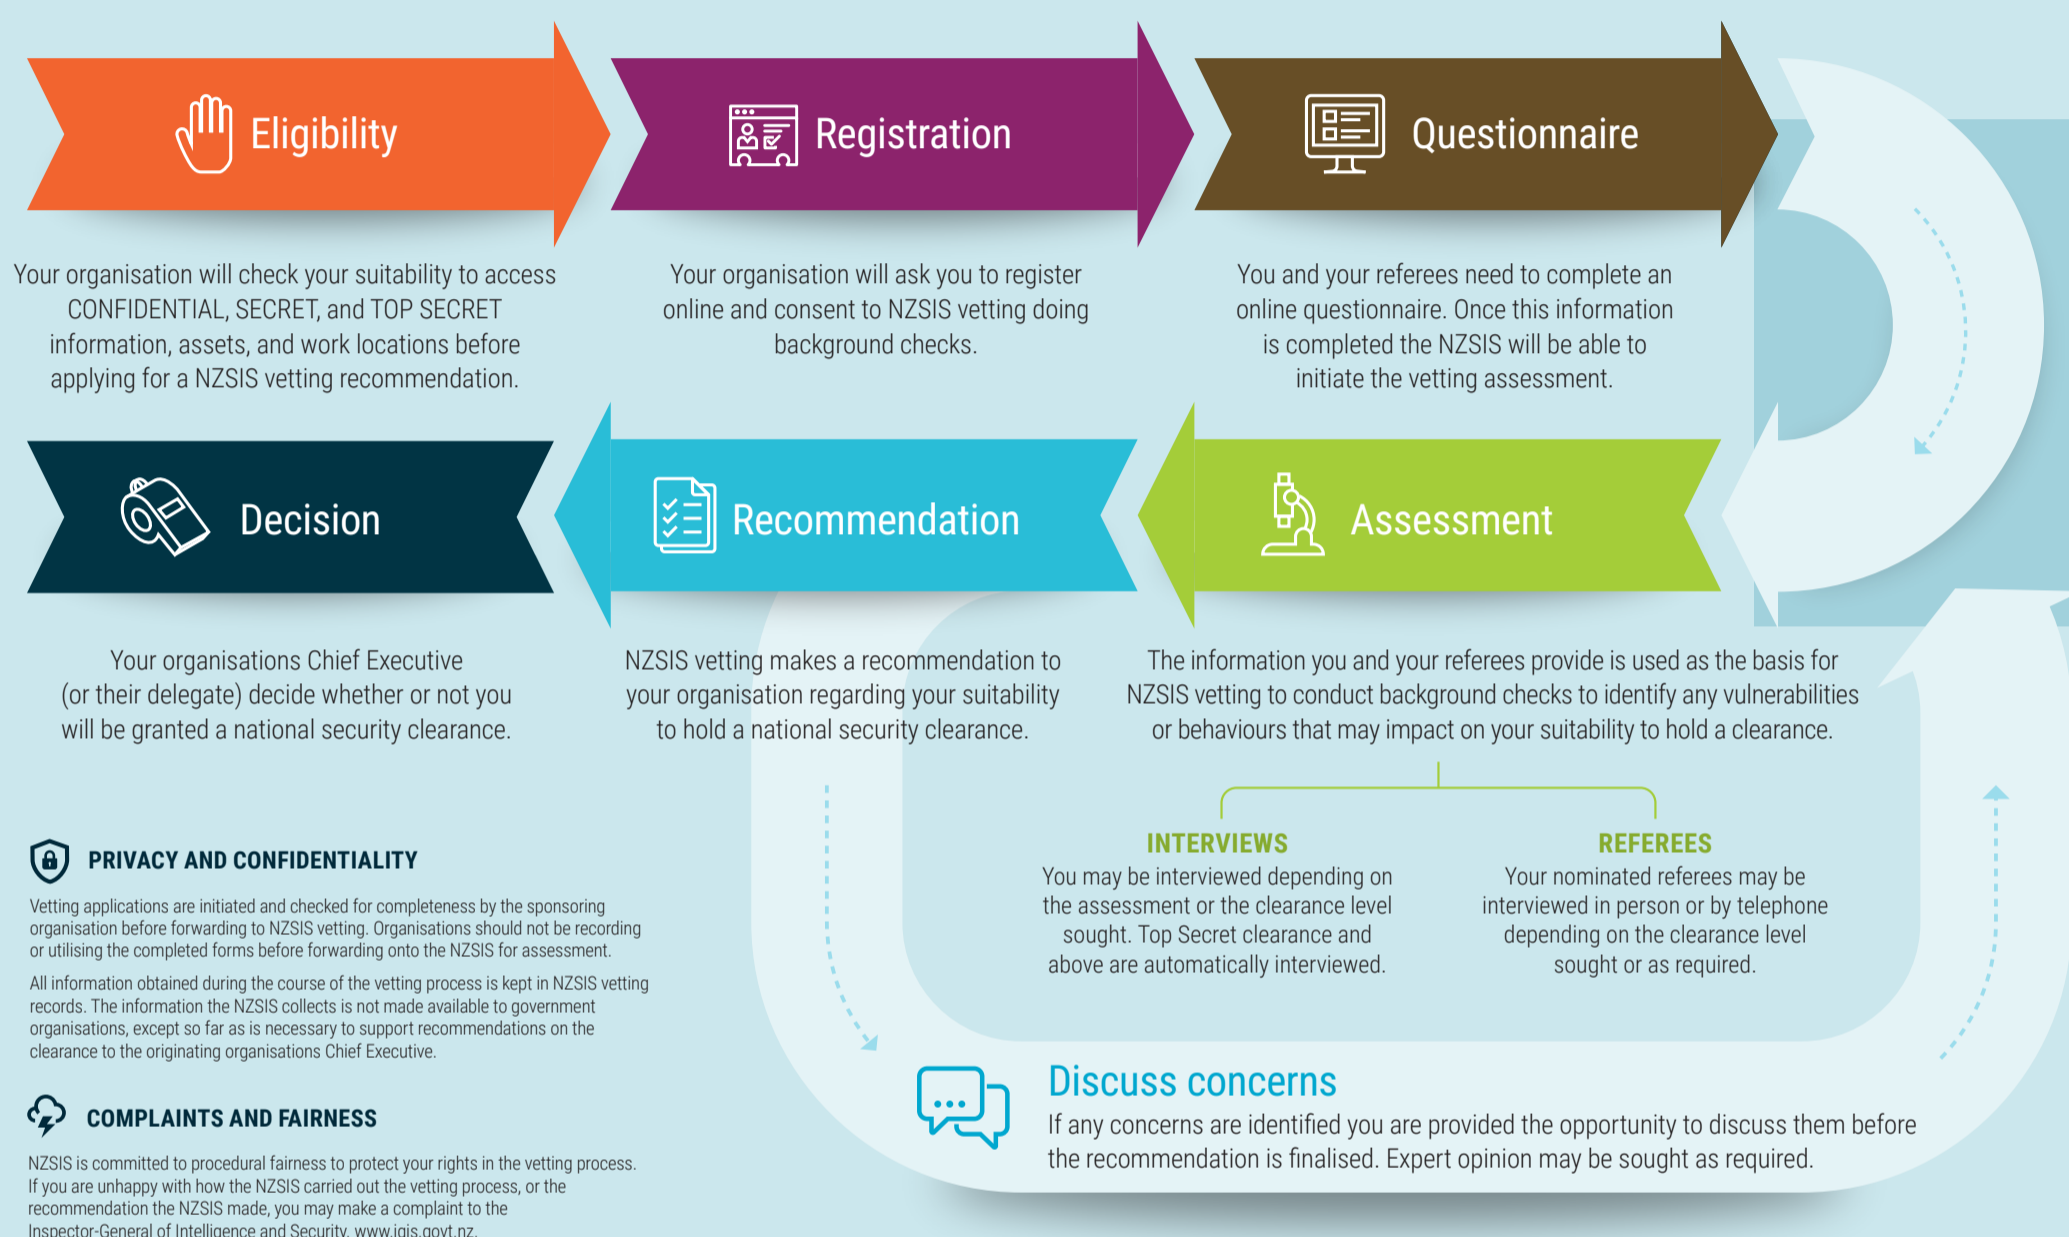 Eligibility
Your organisation will check your suitability to access
CONFIDENTIAL, SECRET, and TOP SECRET
information, assets, and work locations before
applying for a NZSIS vetting recommendation.
Registration
Your organisation will ask you to register
online and consent to NZSIS vetting doing
background checks.
Questionnaire
You and your referees need to complete an
online questionnaire. Once this information
is completed the NZSIS will be able to
initiate the vetting assessment.
Assessment
The information you and your referees provide is used as the basis for
NZSIS vetting to conduct background checks to identify any vulnerabilities
or behaviours that may impact on your suitability to hold a clearance.
INTERVIEWS
You may be interviewed depending on
the assessment or the clearance level
sought. Top Secret clearance and
above are automatically interviewed.
REFEREES
Your nominated referees may be
interviewed in person or by telephone
depending on the clearance level
sought or as required.
Recommendation
NZSIS vetting makes a recommendation to
your organisation regarding your suitability
to hold a national security clearance.
Discuss concerns
If any concerns are identified you are provided the opportunity to discuss them before
the recommendation is finalised. Expert opinion may be sought as required.
Decision
Your organisations Chief Executive
(or their delegate) decide whether or not you
will be granted a national security clearance.
PRIVACY AND CONFIDENTIALITY
Vetting applications are initiated and checked for completeness by the sponsoring
organisation before forwarding to NZSIS vetting. Organisations should not be recording
or utilising the completed forms before forwarding onto the NZSIS for assessment.
All information obtained during the course of the vetting process is kept in NZSIS vetting
records. The information the NZSIS collects is not made available to government
organisations, except so far as is necessary to support recommendations on the
clearance to the originating organisations Chief Executive.
COMPLAINTS AND FAIRNESS
NZSIS is committed to procedural fairness to protect your rights in the vetting process.
If you are unhappy with how the NZSIS carried out the vetting process, or the
recommendation the NZSIS made, you may make a complaint to the
Inspector-General of Intelligence and Security, www.igis.govt.nz.